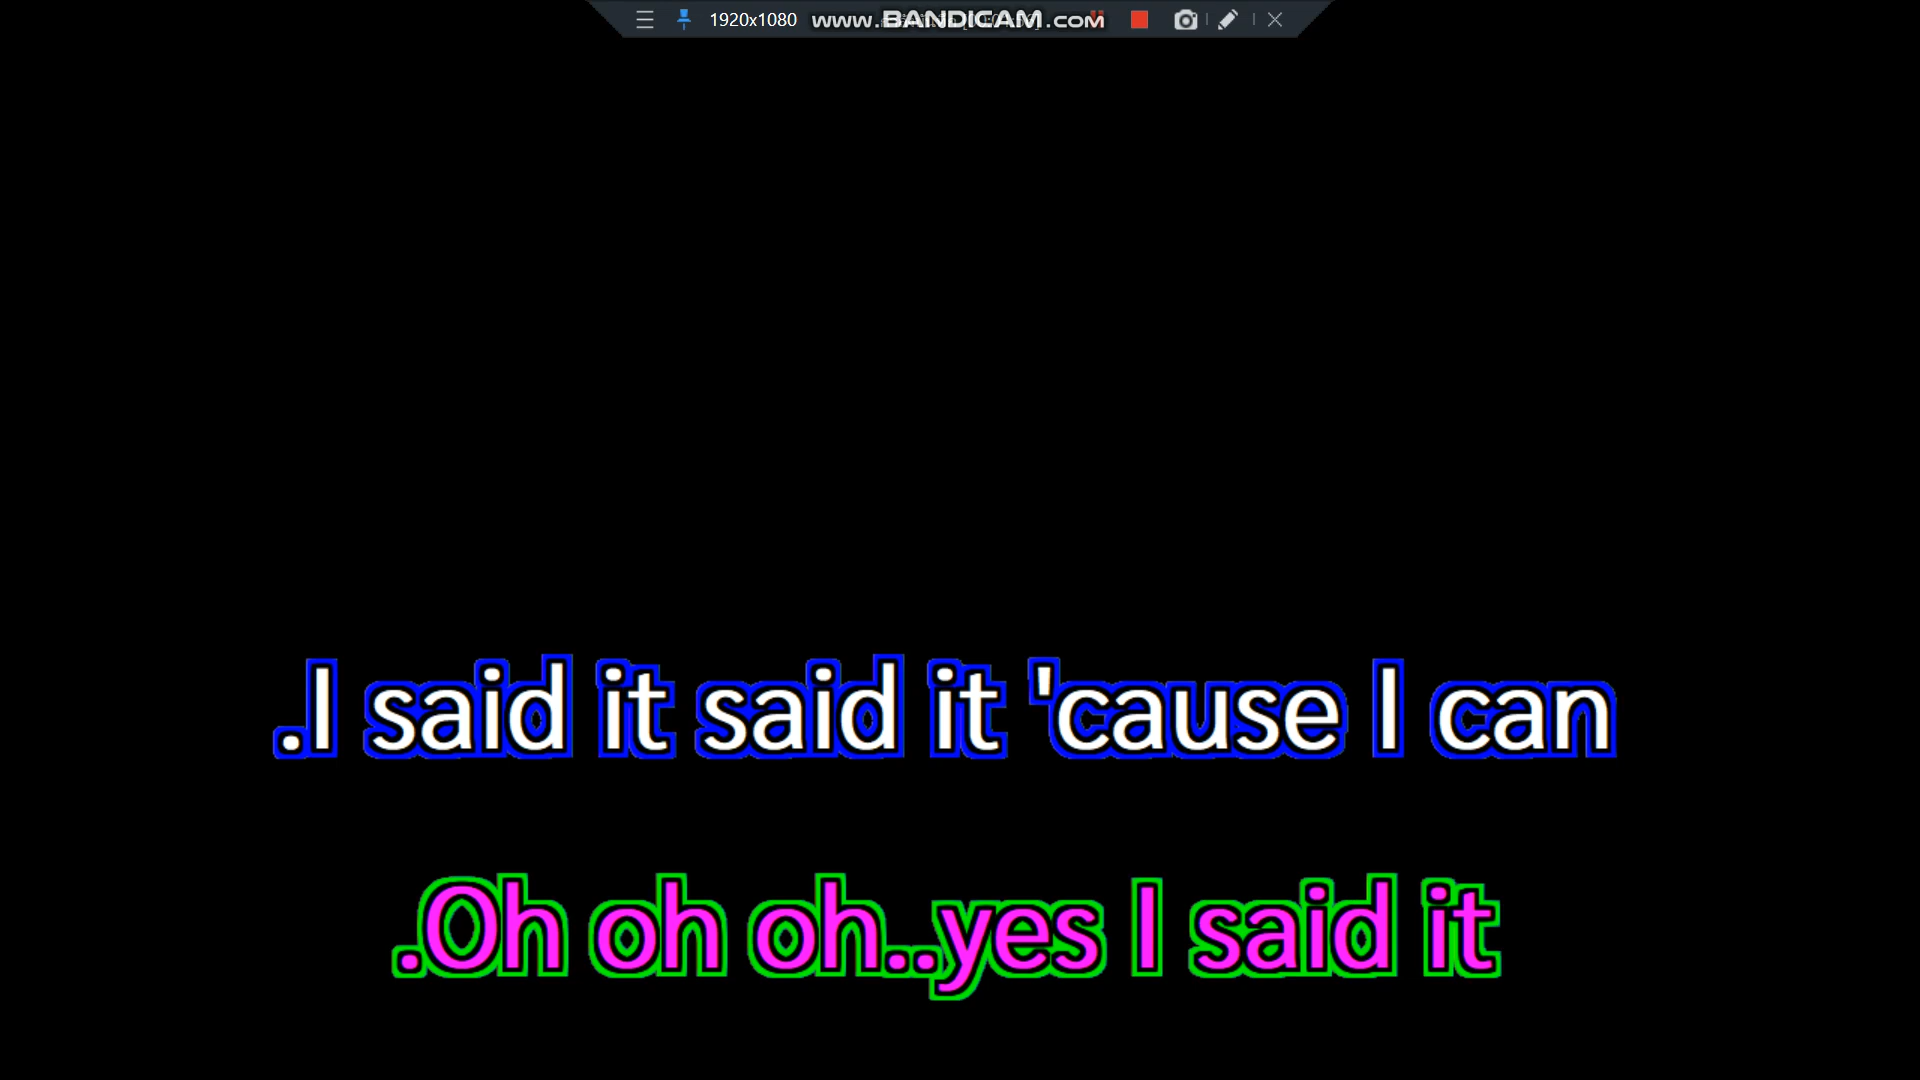 1920x1080 www.BANDICAM.com
.I said it said it 'cause I can
.Oh oh oh..yes I said it